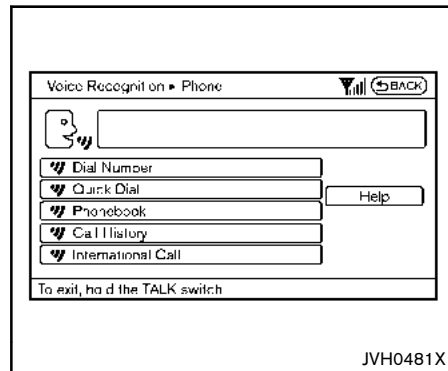 Voice Recognition ▸ Phone
BACK
Dial Number
Quick Dial
Help
Phonebook
Call History
International Call
To exit, hold the TALK switch
JVH0481X